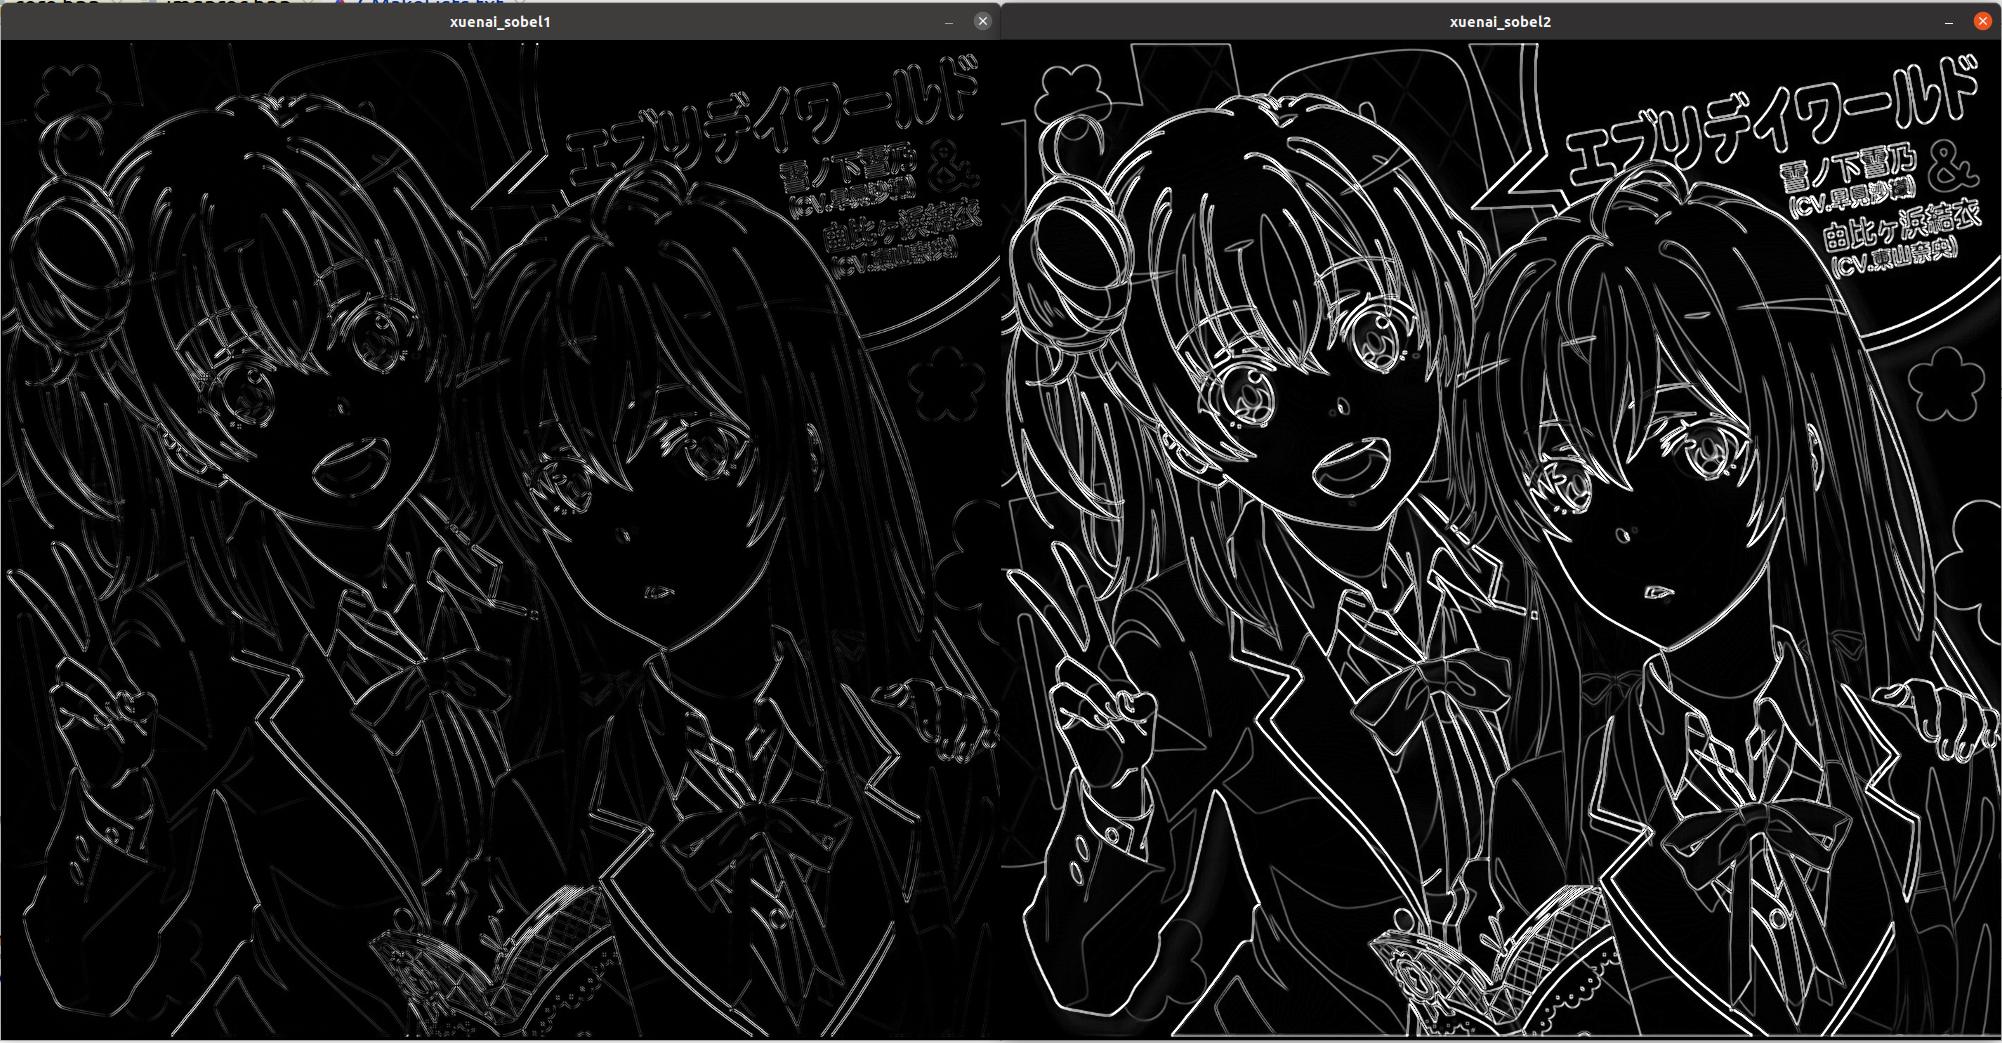 xuenai_sobel1
xuenai_sobel2
エブリデイワールド
雪ノ下雪乃 &
(CV.早見沙織)
由比ヶ浜結衣
(CV.東山奈央)
エブリデイワールド
雪ノ下雪乃 &
(CV.早見沙織)
由比ヶ浜結衣
(CV.東山奈央)